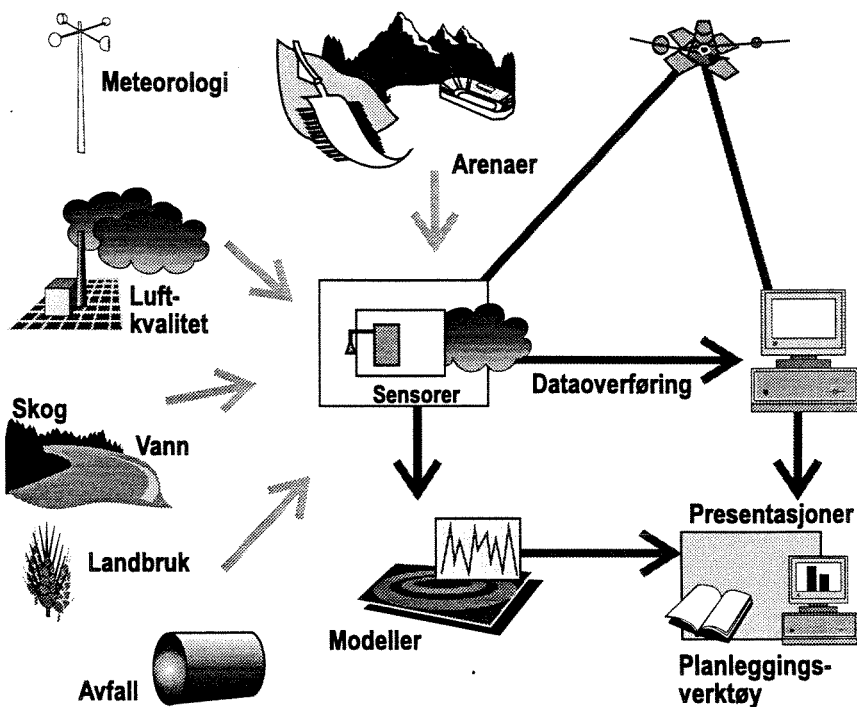 Meteorologi
Arenaer
Luft-
kvalitet
Sensorer
Dataoverføring
Skog
Vann
Landbruk
Presentasjoner
Modeller
Planleggings-
verktøy
Avfall